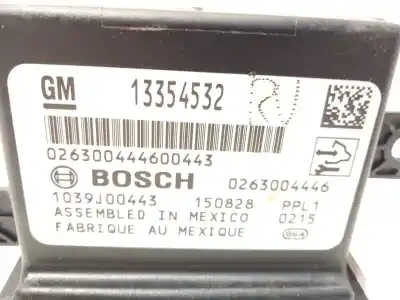 GM 13354532
026300444600443
BOSCH 0263004446
1039J00443 150828 PPL1
ASSEMBLED IN MEXICO 0215
FABRIQUE AU MEXIQUE